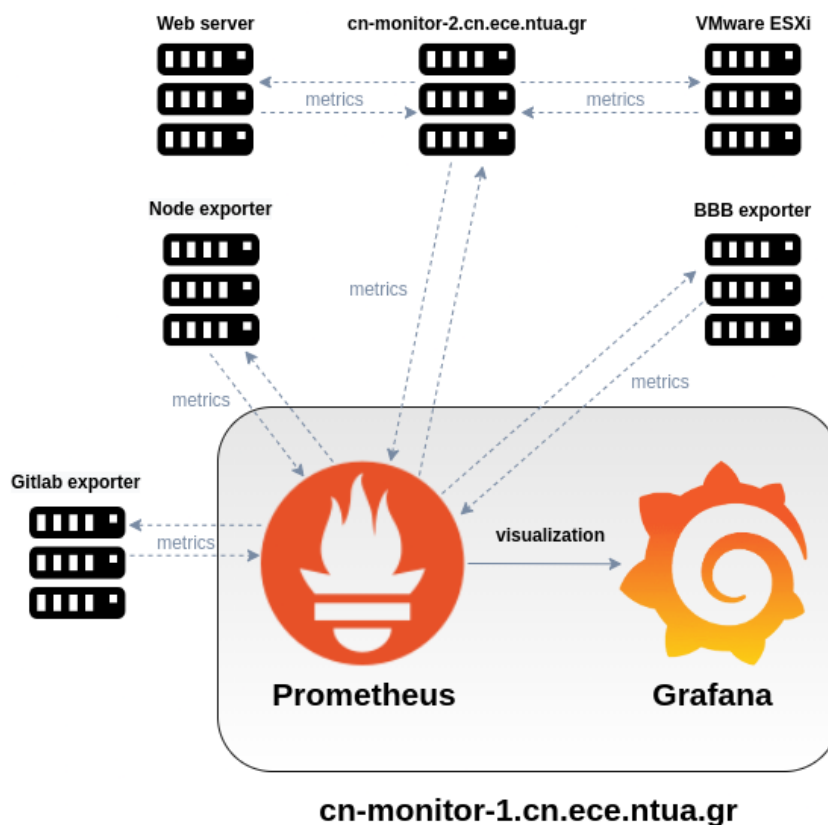 Web server
cn-monitor-2.cn.ece.ntua.gr
VMware ESXi
metrics
metrics
Node exporter
BBB exporter
metrics
metrics
metrics
Gitlab exporter
metrics
visualization
Prometheus
Grafana
cn-monitor-1.cn.ece.ntua.gr